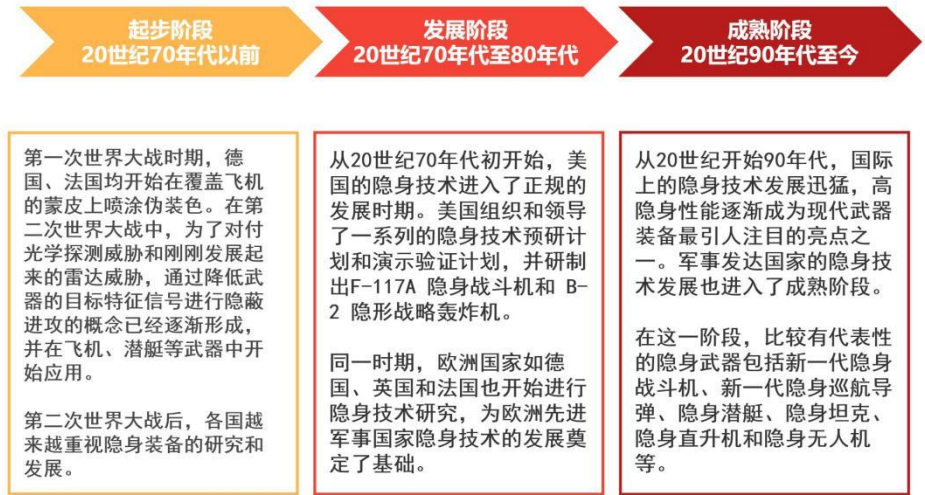 起步阶段
20世纪70年代以前
发展阶段
20世纪70年代至80年代
成熟阶段
20世纪90年代至今
第一次世界大战时期，德
国、法国均开始在覆盖飞机
的蒙皮上喷涂伪装色。在第
二次世界大战中，为了对付
光学探测威胁和刚刚发展起
来的雷达威胁，通过降低武
器的目标特征信号进行隐蔽
进攻的概念已经逐渐形成，
并在飞机、潜艇等武器中开
始应用。
第二次世界大战后，各国越
来越重视隐身装备的研究和
发展。
从20世纪70年代初开始，美
国的隐身技术进入了正规的
发展时期。美国组织和领导
了一系列的隐身技术预研计
划和演示验证计划，并研制
出F-117A 隐身战斗机和 B-
2 隐形战略轰炸机。
同一时期，欧洲国家如德
国、英国和法国也开始进行
隐身技术研究，为欧洲先进
军事国家隐身技术的发展奠
定了基础。
从20世纪开始90年代，国际
上的隐身技术发展迅猛，高
隐身性能逐渐成为现代武器
装备最引人注目的亮点之
一。军事发达国家的隐身技
术发展也进入了成熟阶段。
在这一阶段，比较有代表性
的隐身武器包括新一代隐身
战斗机、新一代隐身巡航导
弹、隐身潜艇、隐身坦克、
隐身直升机和隐身无人机
等。